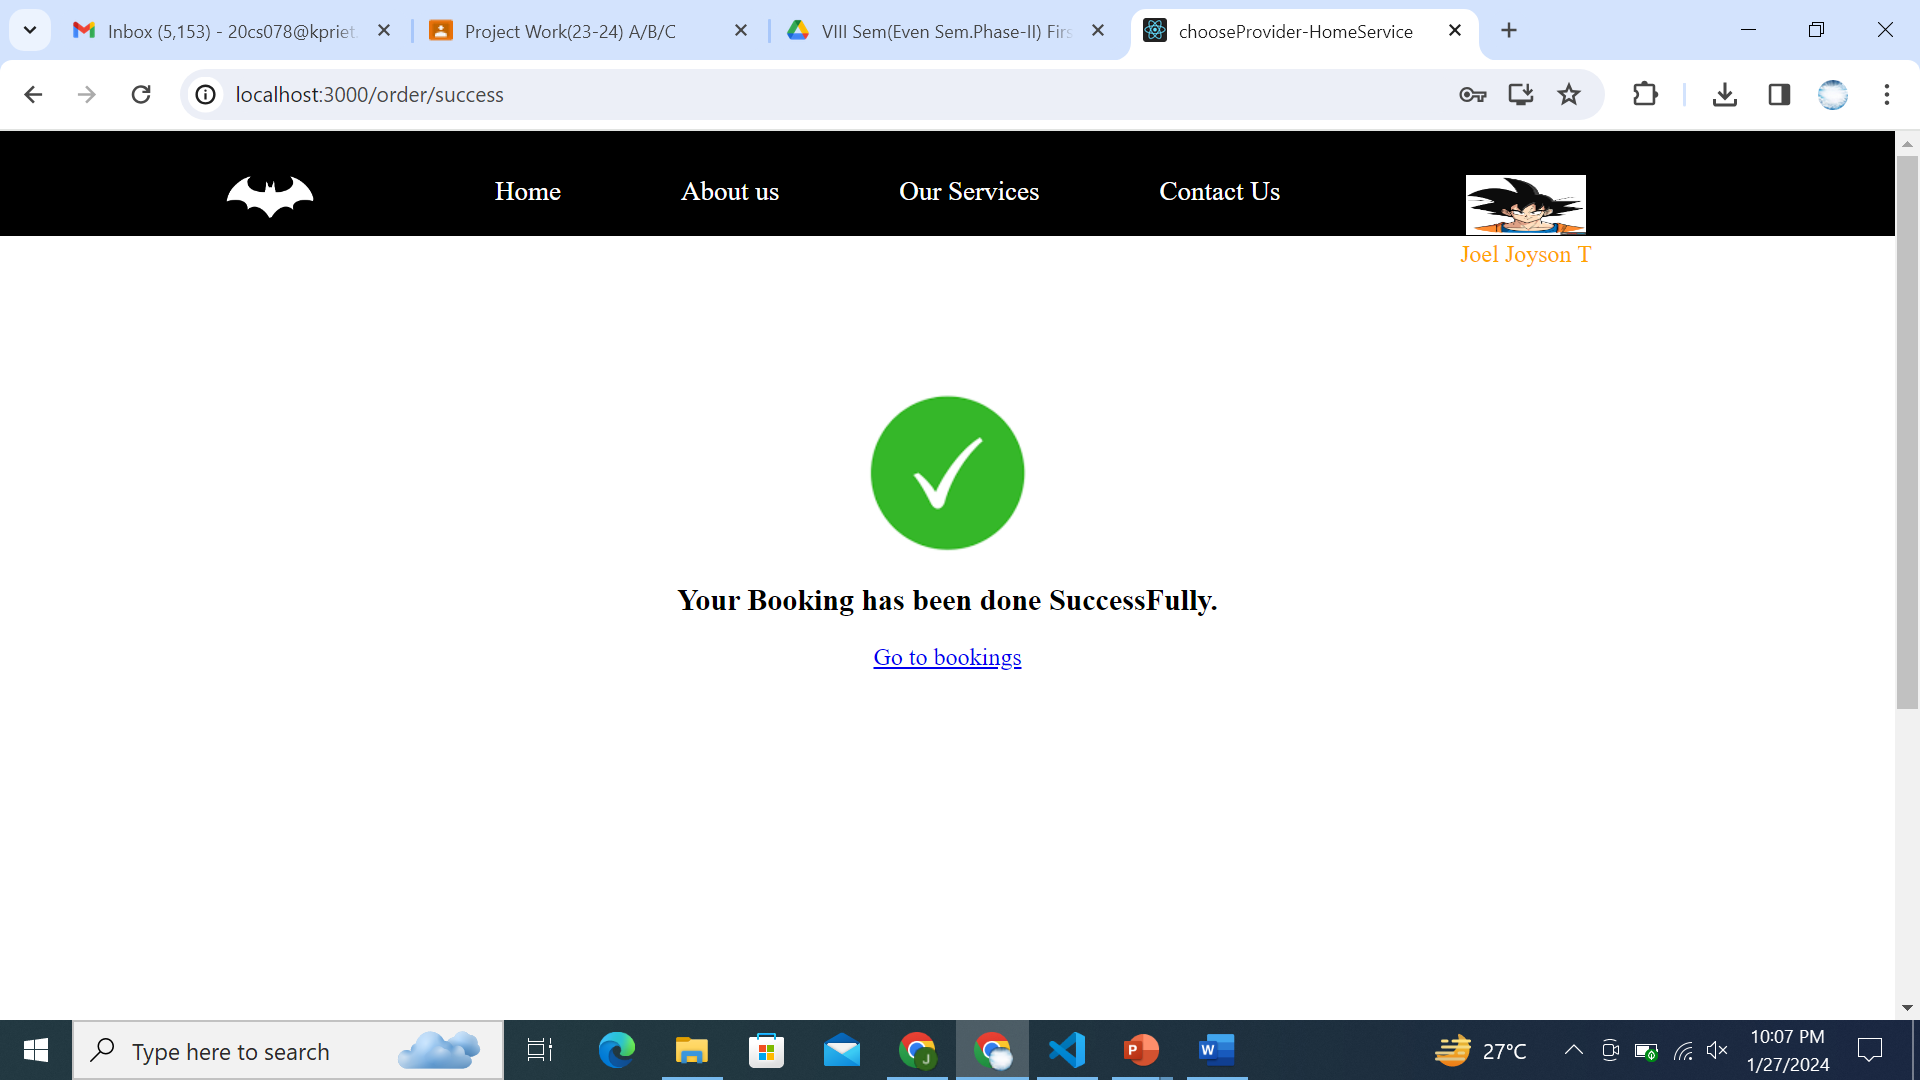 Inbox (5,153) - 20cs078@kpriet.
Project Work(23-24) A/B/C
VIII Sem(Even Sem.Phase-II) Firs
chooseProvider-HomeService
localhost:3000/order/success
Home
About us
Our Services
Contact Us
Joel Joyson T
Your Booking has been done SuccessFully.
Go to bookings
Type here to search
J
P
W
27°C
10:07 PM
1/27/2024